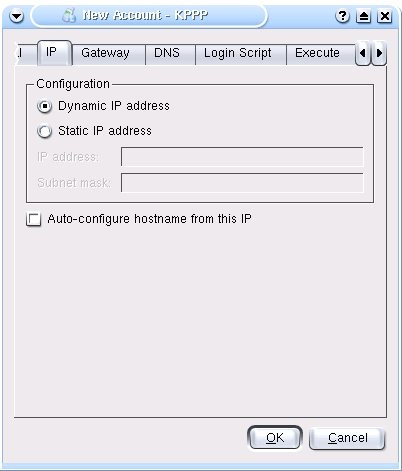 New Account - KPPP
IP Gateway DNS Login Script Execute
Configuration
Dynamic IP address
Static IP address
IP address:
Subnet mask:
Auto-configure hostname from this IP
OK Cancel